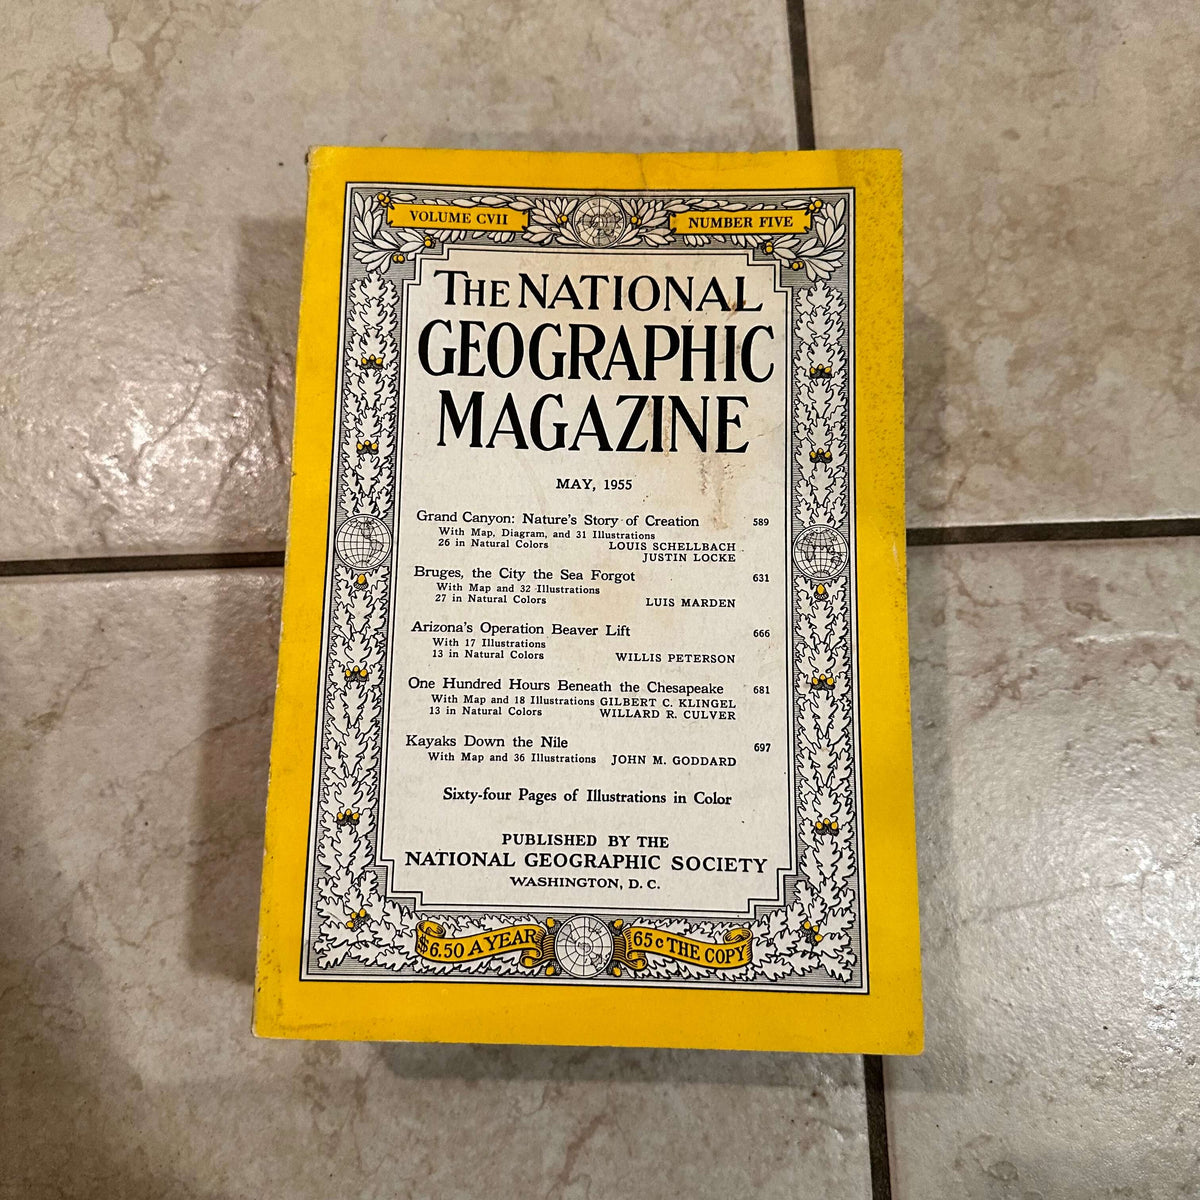 VOLUME CVII
NUMBER FIVE
THE NATIONAL
GEOGRAPHIC
MAGAZINE
MAY, 1955
Grand Canyon: Nature's Story of Creation 589
With Map, Diagram, and 31 Illustrations
26 in Natural Colors LOUIS SCHELLBACH
JUSTIN LOCKE
Bruges, the City the Sea Forgot 631
With Map and 32 Illustrations
27 in Natural Colors LUIS MARDEN
Arizona's Operation Beaver Lift 666
With 17 Illustrations
13 in Natural Colors WILLIS PETERSON
One Hundred Hours Beneath the Chesapeake 681
With Map and 18 Illustrations GILBERT C. KLINGEL
13 in Natural Colors WILLARD R. CULVER
Kayaks Down the Nile 697
With Map and 36 Illustrations JOHN M. GODDARD
Sixty-four Pages of Illustrations in Color
PUBLISHED BY THE
NATIONAL GEOGRAPHIC SOCIETY
WASHINGTON, D. C.
$6.50 A YEAR
65c THE COPY